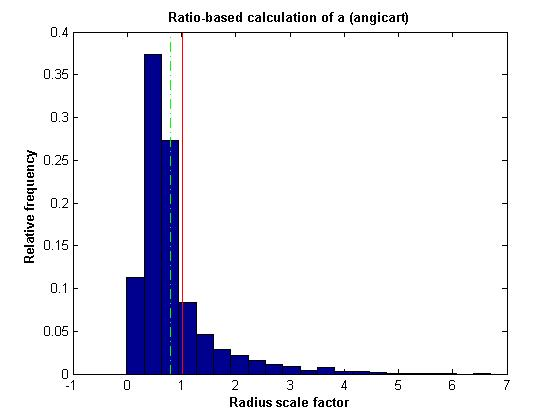 Ratio-based calculation of a (angicart)
0.4
0.35
0.3
0.25
0.2
0.15
0.1
0.05
0
Relative frequency
-1 0 1 2 3 4 5 6 7
Radius scale factor